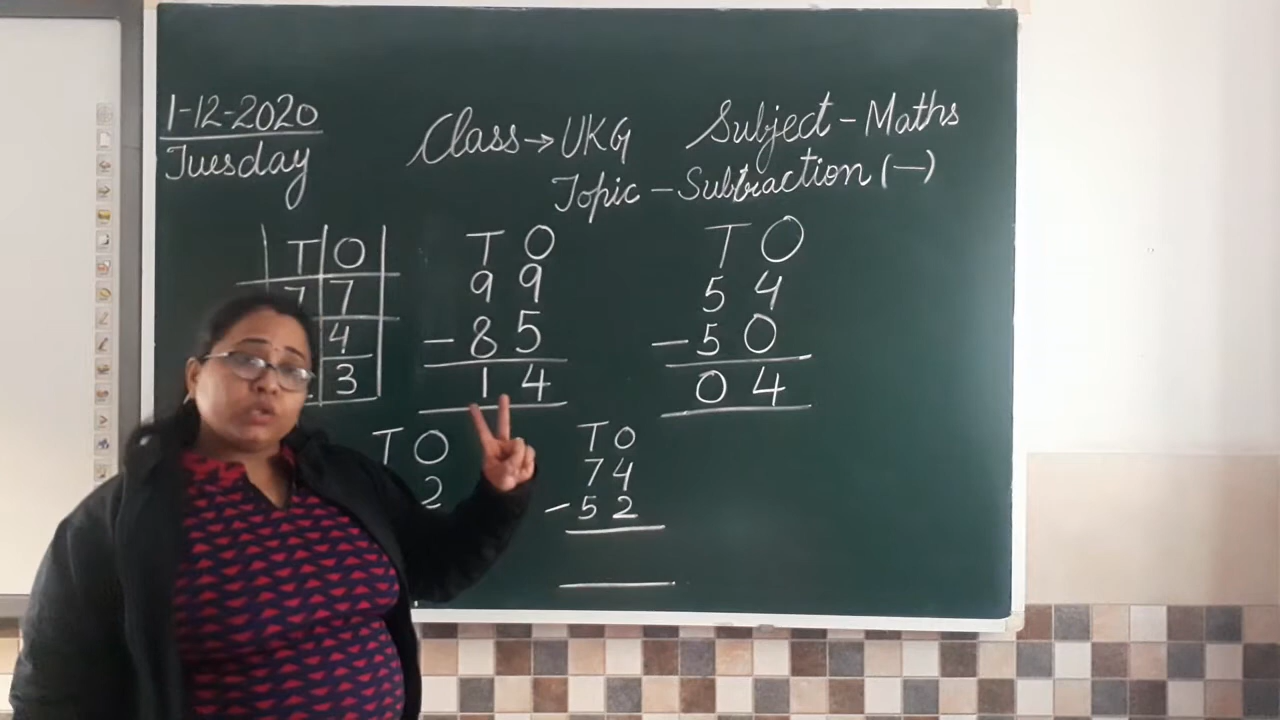 1-12-2020
Tuesday
Class → UKG
Subject - Maths
Topic - Subtraction (-)
T O
7 7
4
3
T O
9 9
- 8 5
1 4
T O
5 4
- 5 0
0 4
T O
2
T O
7 4
- 5 2